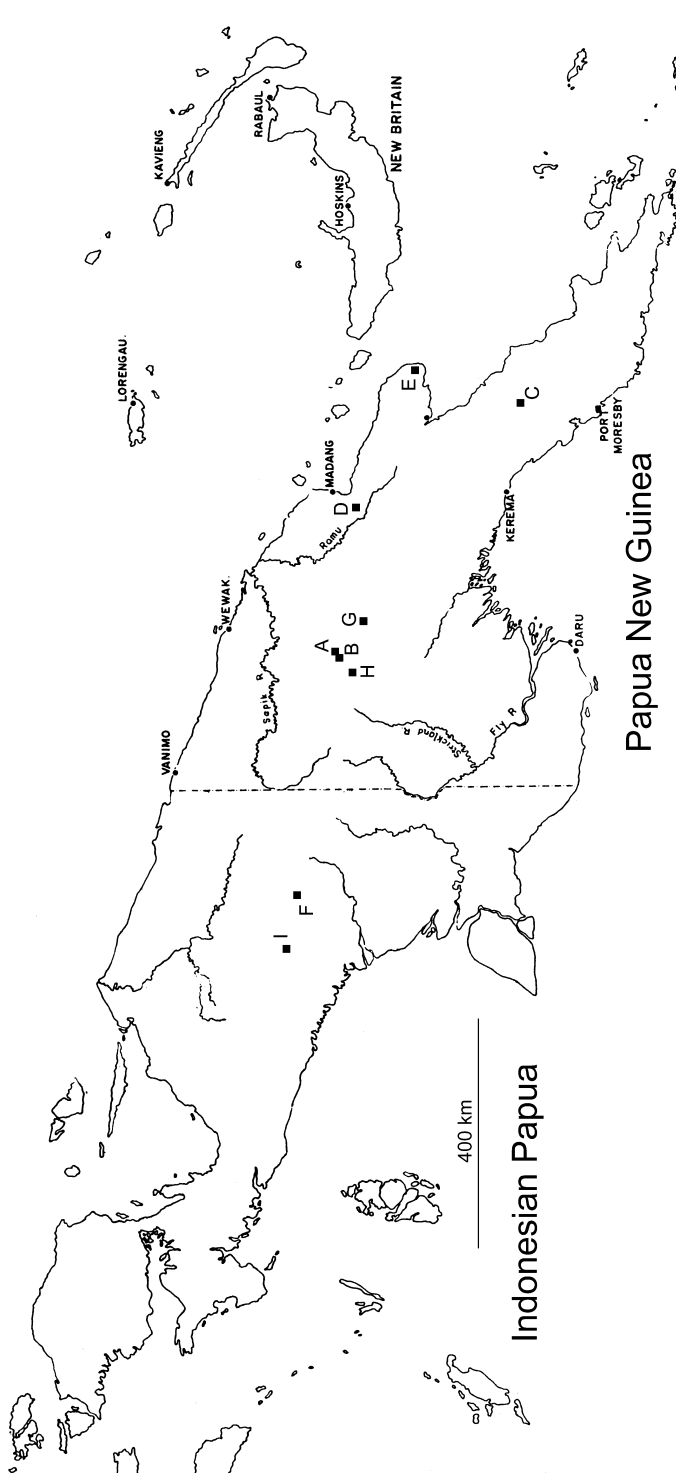 KAVIENG
RABAUL
NEW BRITAIN
HOSKINS
LORENGAU.
E
C
PORT
MORESBY
MADANG
D
Ramu
KEREMA
WEWAK.
G
A
B
H
Sepik R
Strickland
R.
Fly R
DARU
VANIMO
Papua New Guinea
F
I
400 km
Indonesian Papua